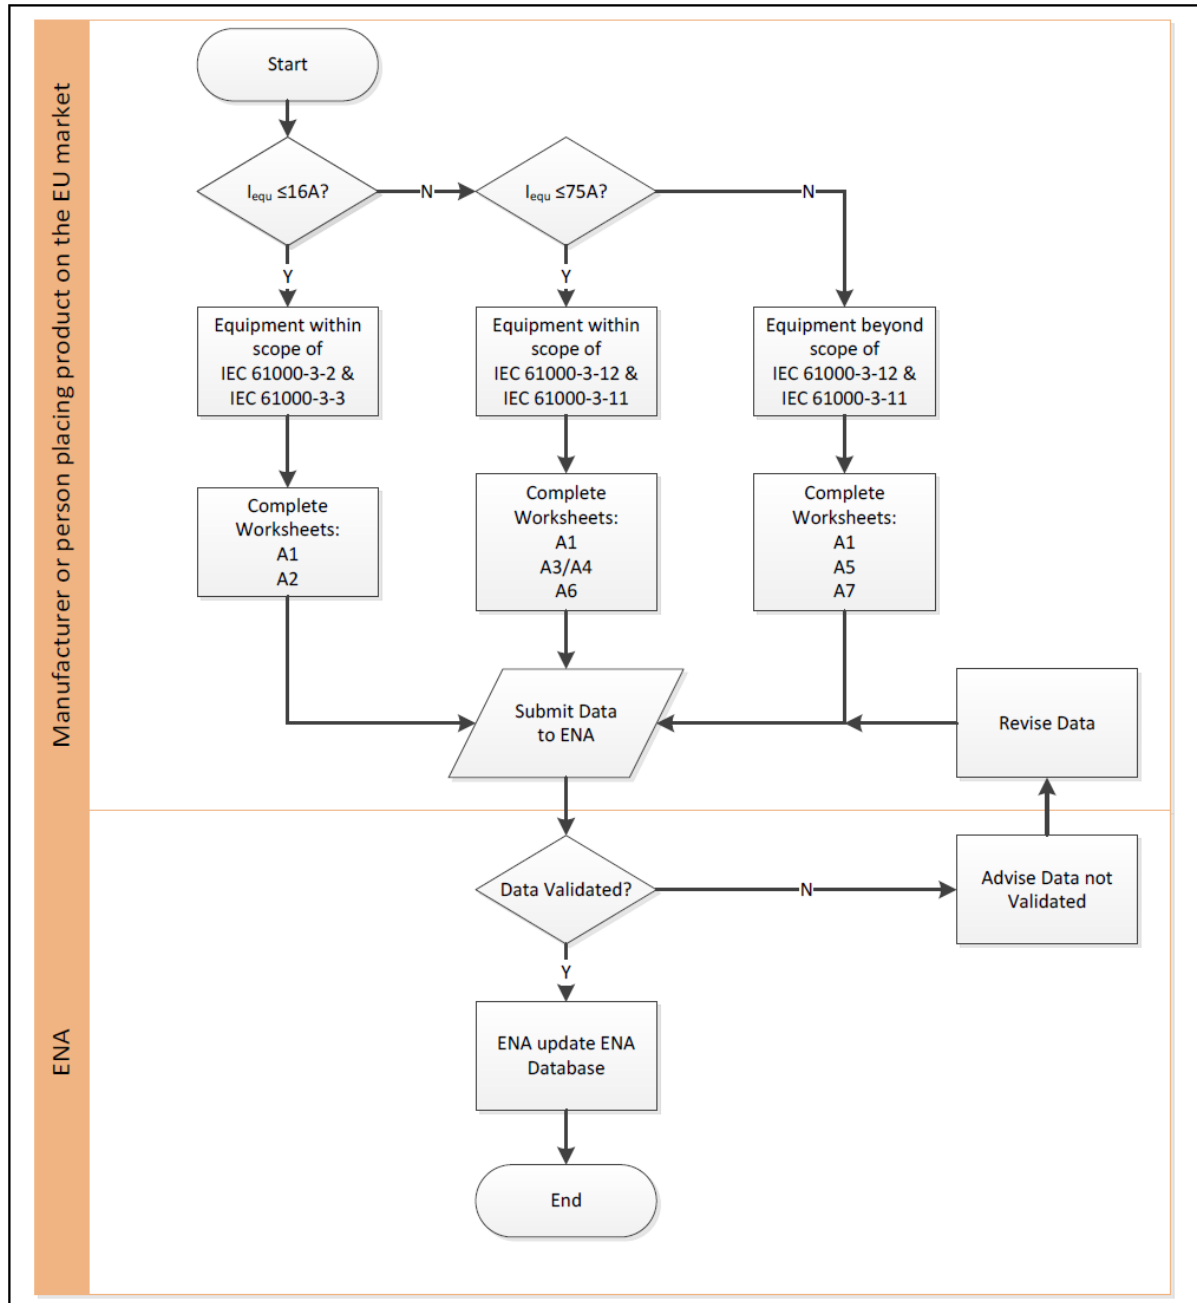 Manufacturer or person placing product on the EU market
Start
Iequ ≤16A?
N
Iequ ≤75A?
N
Y
Y
Equipment within
scope of
IEC 61000-3-2 &
IEC 61000-3-3
Equipment within
scope of
IEC 61000-3-12 &
IEC 61000-3-11
Equipment beyond
scope of
IEC 61000-3-12 &
IEC 61000-3-11
Complete
Worksheets:
A1
A2
Complete
Worksheets:
A1
A3/A4
A6
Complete
Worksheets:
A1
A5
A7
Submit Data
to ENA
Revise Data
ENA
Data Validated?
N
Advise Data not
Validated
Y
ENA update ENA
Database
End